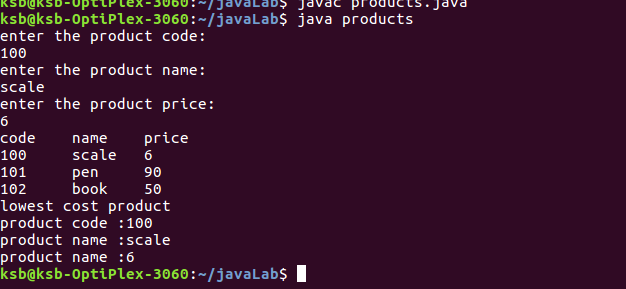 ksb@ksb-OptiPlex-3060:~/javaLab$ javac products.java
ksb@ksb-OptiPlex-3060:~/javaLab$ java products
enter the product code:
100
enter the product name:
scale
enter the product price:
6
code name price
100 scale 6
101 pen 90
102 book 50
lowest cost product
product code :100
product name :scale
product name :6
ksb@ksb-OptiPlex-3060:~/javaLab$